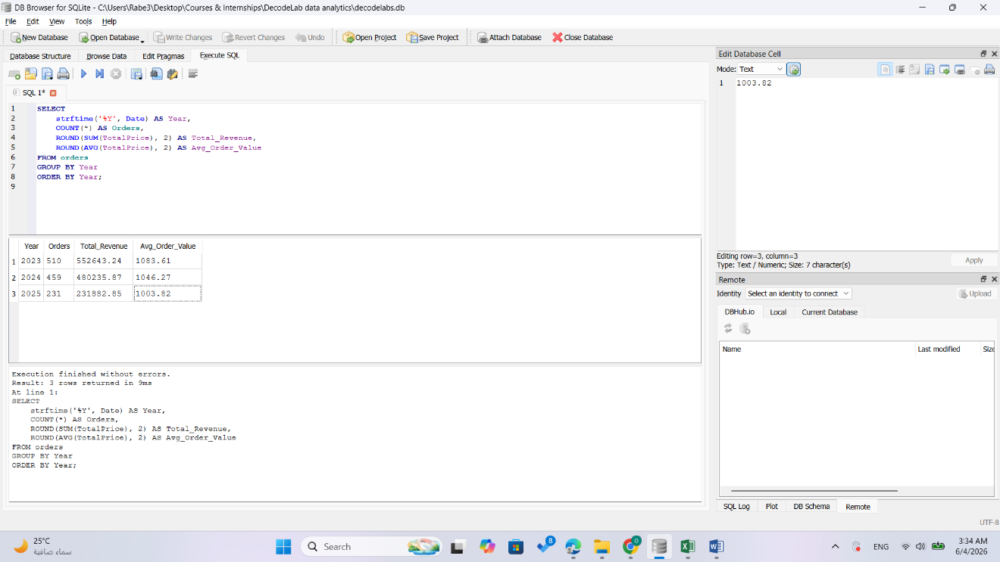 DB Browser for SQLite - C:\Users\Rabe3\Desktop\Courses & Internships\DecodeLab data analytics\decodelabs.db
File Edit View Tools Help
New Database Open Database Write Changes Revert Changes Undo Open Project Save Project Attach Database Close Database
Database Structure Browse Data Edit Pragmas Execute SQL
SQL 1*
1 SELECT
2 strftime('%Y', Date) AS Year,
3 COUNT(*) AS Orders,
4 ROUND(SUM(TotalPrice), 2) AS Total_Revenue,
5 ROUND(AVG(TotalPrice), 2) AS Avg_Order_Value
6 FROM orders
7 GROUP BY Year
8 ORDER BY Year;
9
Year Orders Total_Revenue Avg_Order_Value
1 2023 510 552643.24 1083.61
2 2024 459 480235.87 1046.27
3 2025 231 231882.85 1003.82
Execution finished without errors.
Result: 3 rows returned in 9ms
At line 1:
SELECT
strftime('%Y', Date) AS Year,
COUNT(*) AS Orders,
ROUND(SUM(TotalPrice), 2) AS Total_Revenue,
ROUND(AVG(TotalPrice), 2) AS Avg_Order_Value
FROM orders
GROUP BY Year
ORDER BY Year;
Edit Database Cell
Mode: Text
1 1003.82
Editing row=3, column=3
Type: Text / Numeric; Size: 7 character(s)
Apply
Remote
Identity Select an identity to connect Upload
DBHub.io Local Current Database
Name Last modified Size
SQL Log Plot DB Schema Remote
UTF-8
25°C
سماء صافية
Search
8
ENG
3:34 AM
6/4/2026